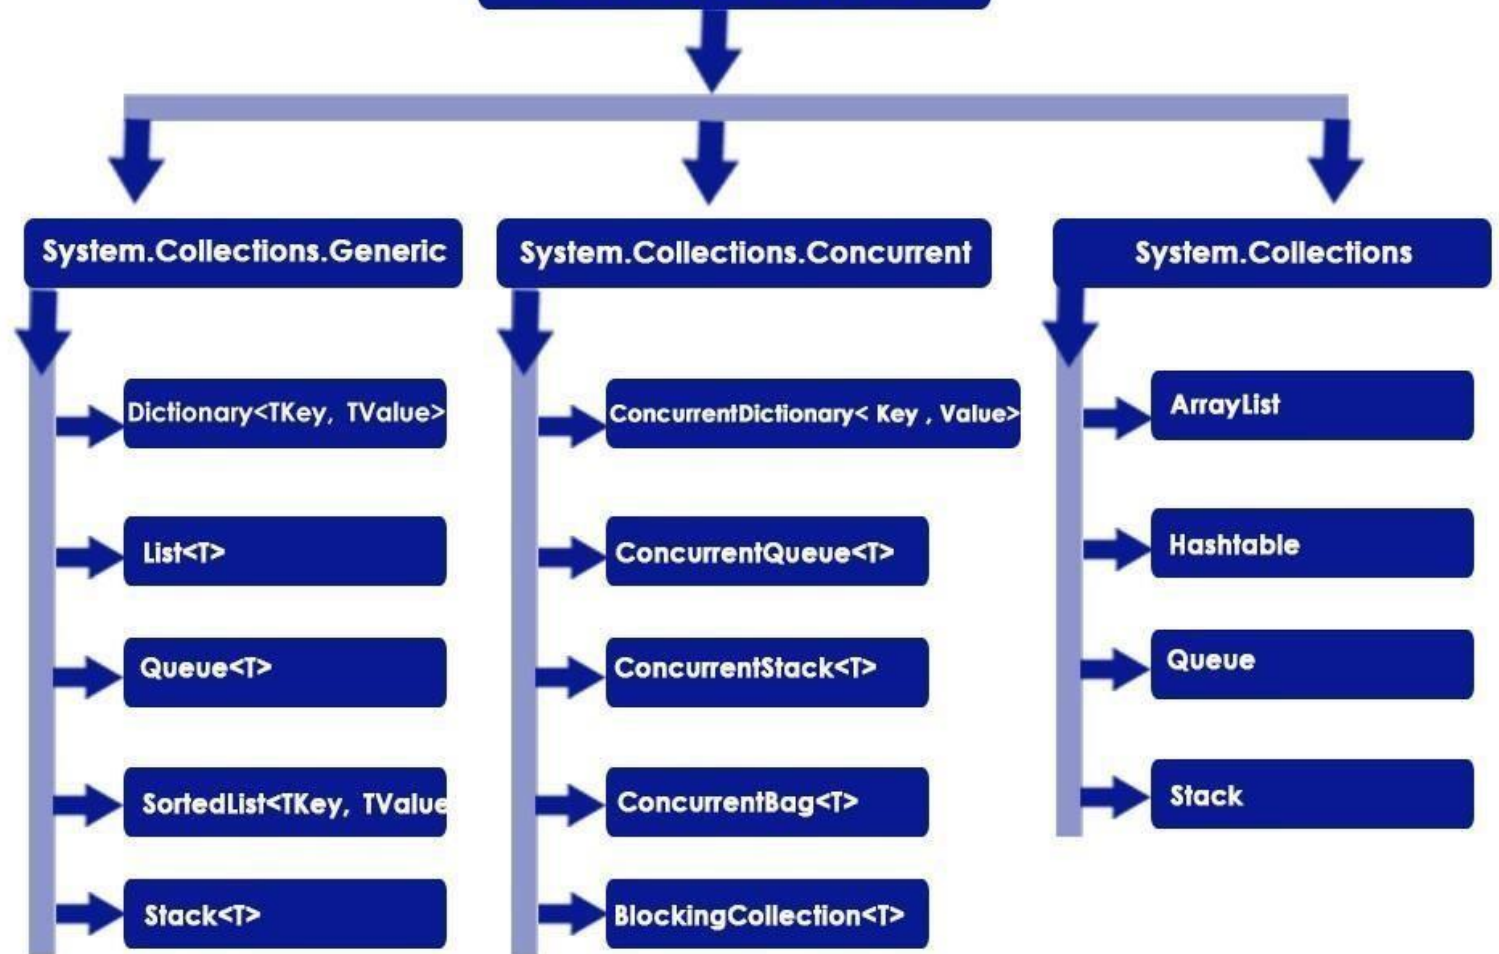 System.Collections.Generic
System.Collections.Concurrent
System.Collections
Dictionary<TKey, TValue>
List<T>
Queue<T>
SortedList<TKey, TValue
Stack<T>
ConcurrentDictionary< Key , Value>
ConcurrentQueue<T>
ConcurrentStack<T>
ConcurrentBag<T>
BlockingCollection<T>
ArrayList
Hashtable
Queue
Stack